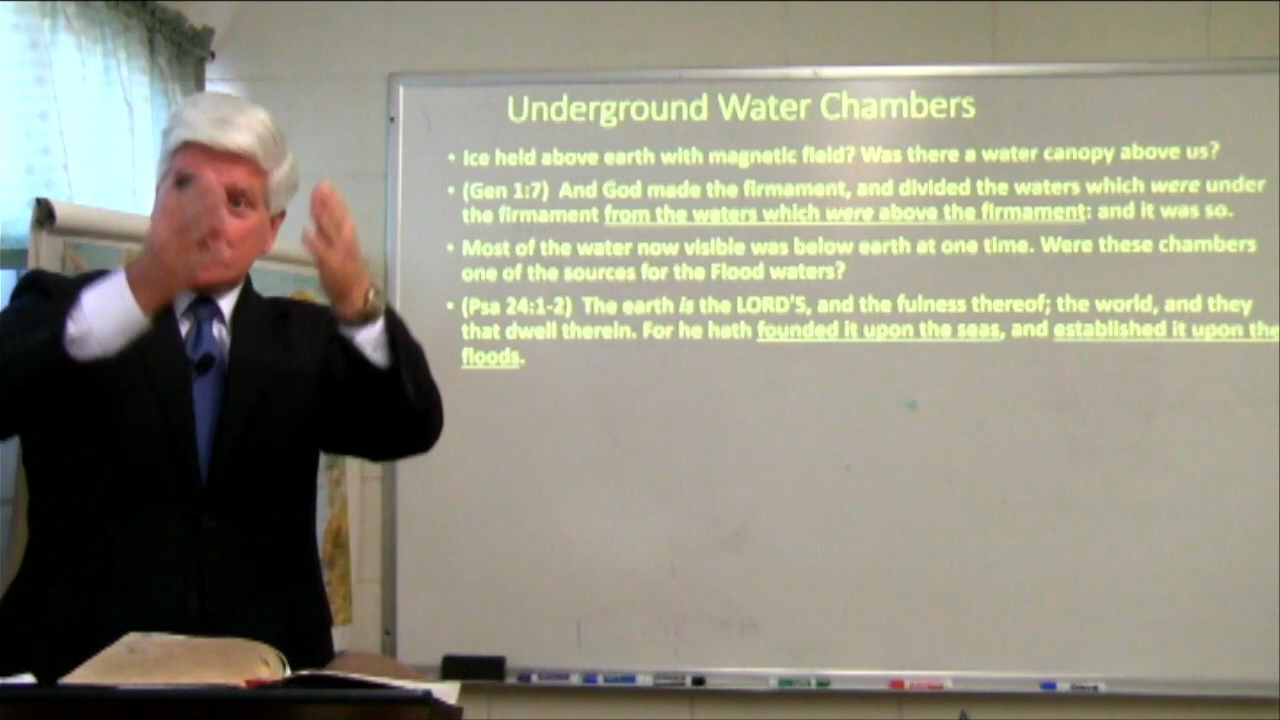 Underground Water Chambers
• Ice held above earth with magnetic field? Was there a water canopy above us?
• (Gen 1:7) And God made the firmament, and divided the waters which were under
the firmament from the waters which were above the firmament: and it was so.
• Most of the water now visible was below earth at one time. Were these chambers
one of the sources for the Flood waters?
• (Psa 24:1-2) The earth is the LORD'S, and the fulness thereof; the world, and they
that dwell therein. For he hath founded it upon the seas, and established it upon the
floods.